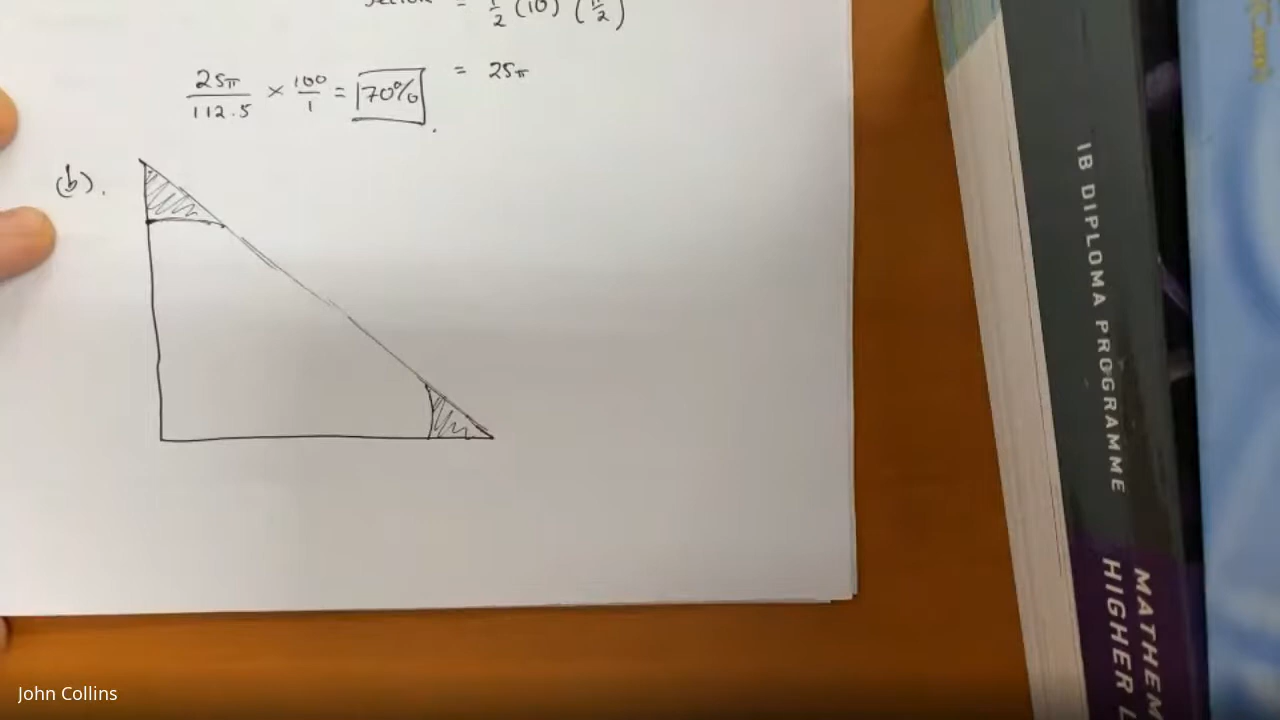 = 1/2 (10) (π/2)
25π/112.5 × 100/1 = 70% = 25π
(b).
IB DIPLOMA PROGRAMME
MATHEM
HIGHER L
John Collins